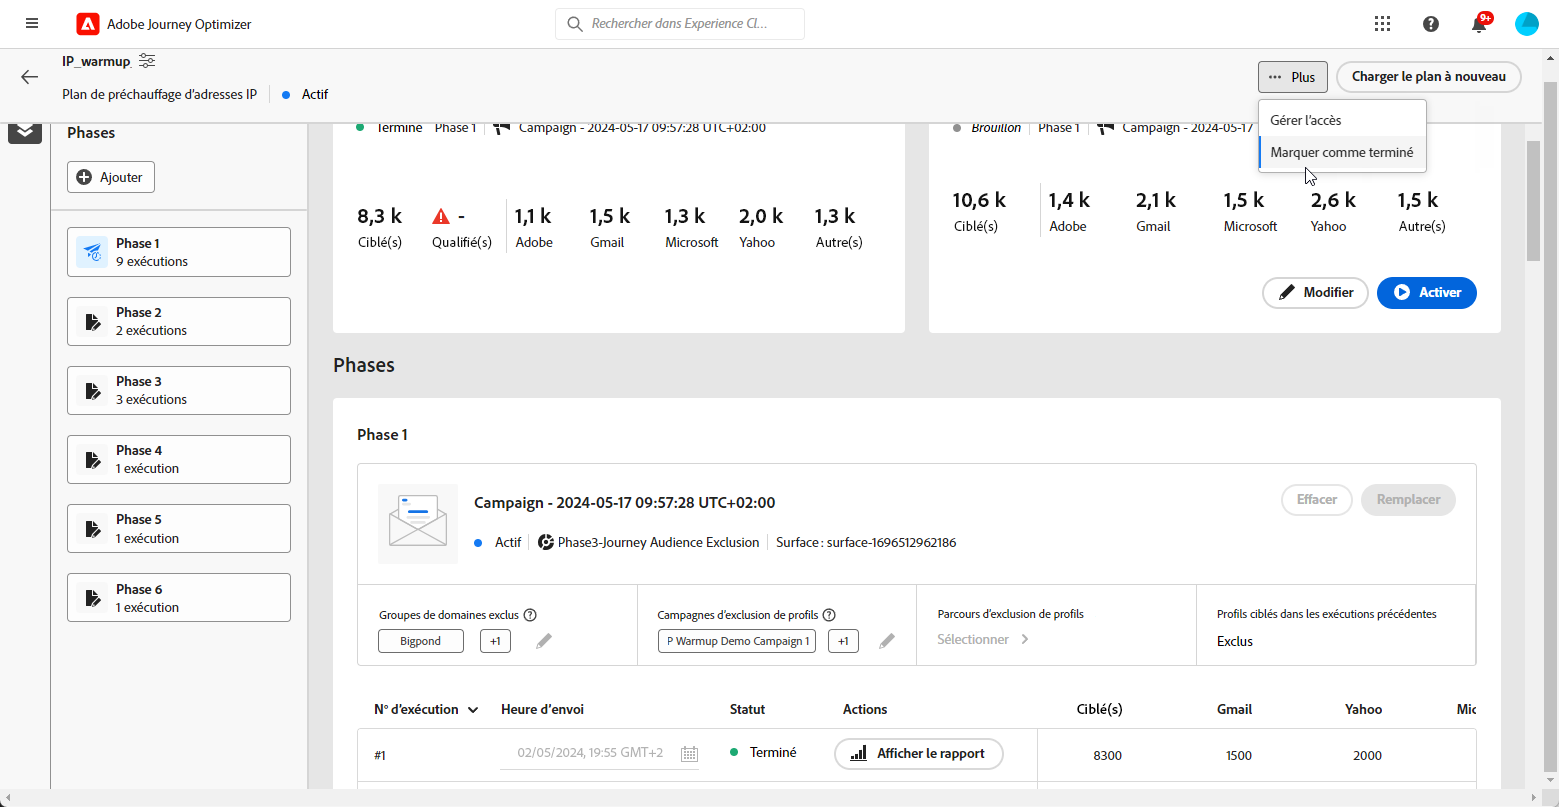 Adobe Journey Optimizer
Rechercher dans Experience Cl...
9+
IP_warmup
Plan de préchauffage d'adresses IP
Actif
Plus
Charger le plan à nouveau
Gérer l'accès
Marquer comme terminé
Phases
Ajouter
Phase 1
9 exécutions
Phase 2
2 exécutions
Phase 3
3 exécutions
Phase 4
1 exécution
Phase 5
1 exécution
Phase 6
1 exécution
Terminé Phase 1 Campaign - 2024-05-17 09:57:28 UTC+02:00
8,3 k - 1,1 k 1,5 k 1,3 k 2,0 k 1,3 k
Ciblé(s) Qualifié(s) Adobe Gmail Microsoft Yahoo Autre(s)
Brouillon Phase 1 Campaign - 2024-05-17
10,6 k 1,4 k 2,1 k 1,5 k 2,6 k 1,5 k
Ciblé(s) Adobe Gmail Microsoft Yahoo Autre(s)
Modifier
Activer
Phases
Phase 1
Campaign - 2024-05-17 09:57:28 UTC+02:00
Effacer
Remplacer
Actif Phase3-Journey Audience Exclusion Surface : surface-1696512962186
Groupes de domaines exclus
Bigpond +1
Campagnes d'exclusion de profils
P Warmup Demo Campaign 1 +1
Parcours d'exclusion de profils
Sélectionner
Profils ciblés dans les exécutions précédentes
Exclus
N° d'exécution Heure d'envoi Statut Actions Ciblé(s) Gmail Yahoo Mic
#1 02/05/2024, 19:55 GMT+2 Terminé Afficher le rapport 8300 1500 2000